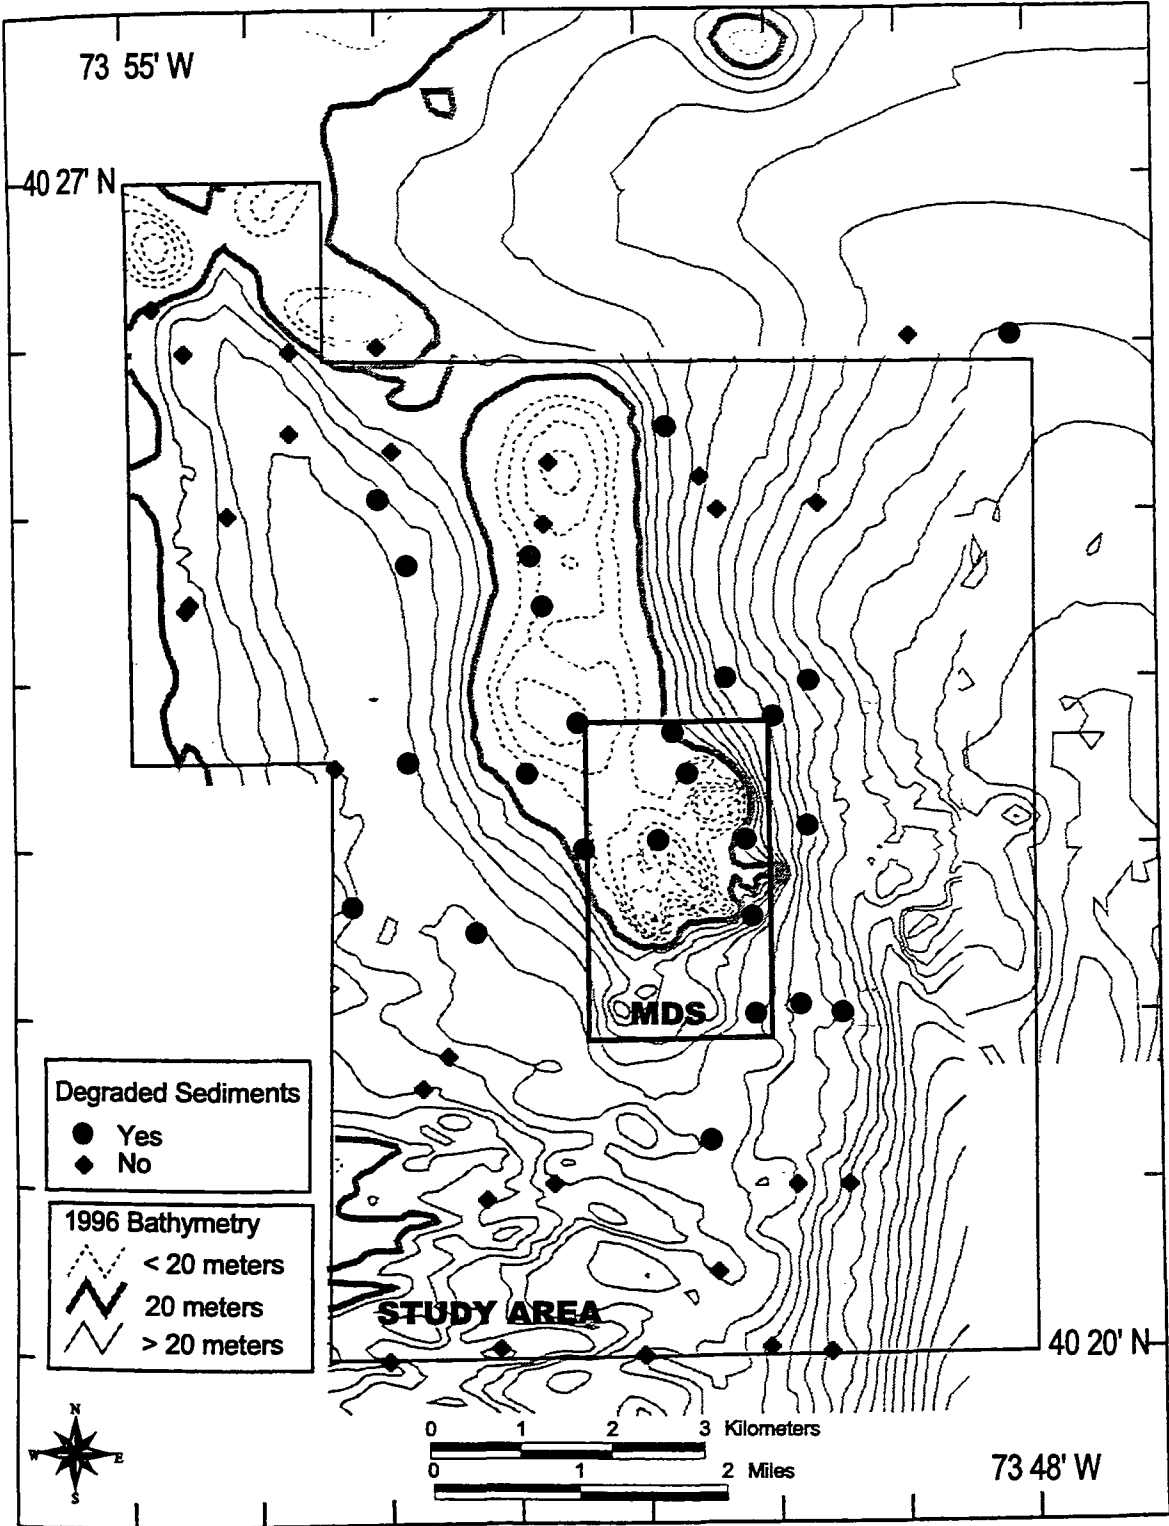 73 55' W
40 27' N
MDS
Degraded Sediments
Yes
No
1996 Bathymetry
< 20 meters
20 meters
> 20 meters
STUDY AREA
40 20' N
N
W E
S
0 1 2 3 Kilometers
0 1 2 Miles
73 48' W